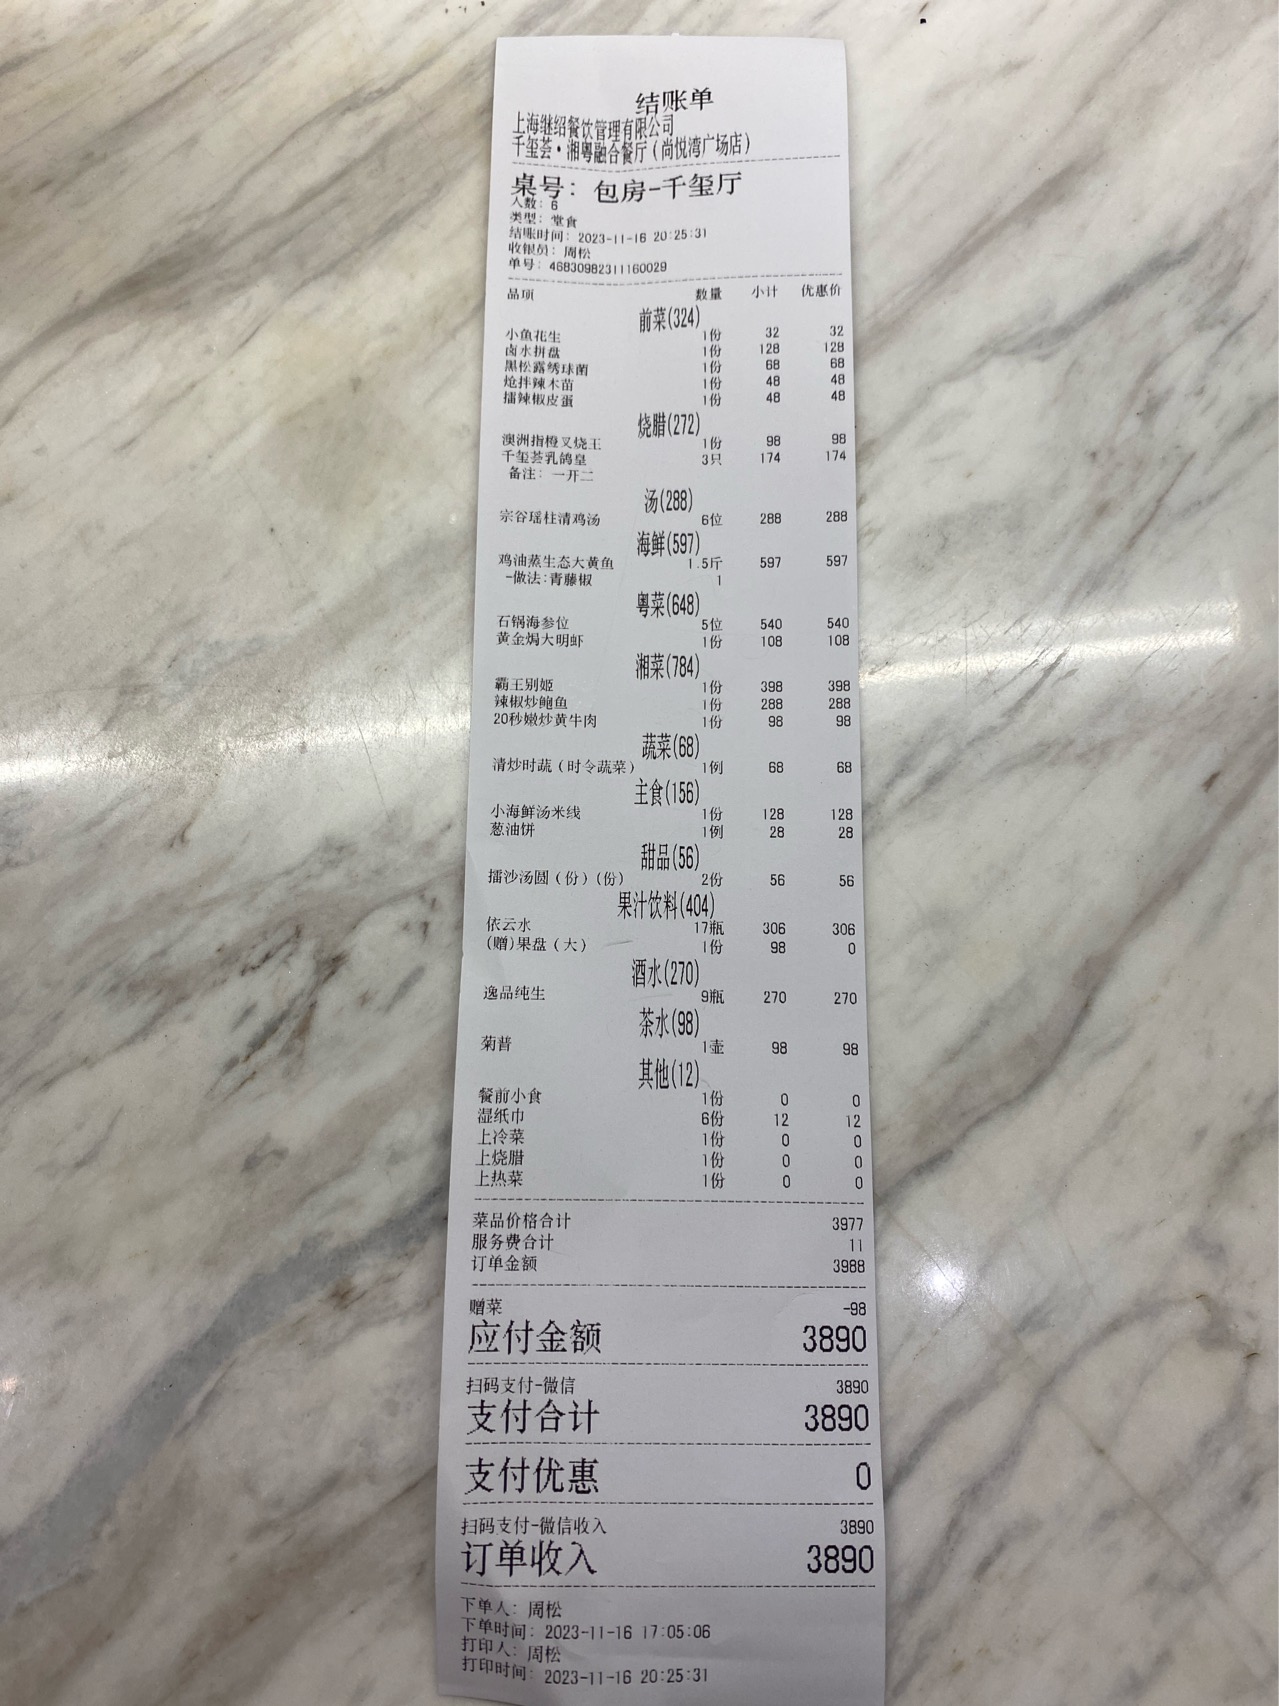 结账单
上海继绍餐饮管理有限公司
千玺荟·湘粤融合餐厅(尚悦湾广场店)
桌号: 包房-千玺厅
人数: 6
类型: 堂食
结账时间: 2023-11-16 20:25:31
收银员: 周松
单号: 46830982311160029
品项 数量 小计 优惠价
前菜(324)
小鱼花生 1份 32 32
卤水拼盘 1份 128 128
黑松露绣球菌 1份 68 68
炝拌辣木苗 1份 48 48
擂辣椒皮蛋 1份 48 48
烧腊(272)
澳洲指橙叉烧王 1份 98 98
千玺荟乳鸽皇 3只 174 174
备注: 一开二
汤(288)
宗谷瑶柱清鸡汤 6位 288 288
海鲜(597)
鸡油蒸生态大黄鱼 1.5斤 597 597
-做法:青藤椒 1
粤菜(648)
石锅海参位 5位 540 540
黄金焗大明虾 1份 108 108
湘菜(784)
霸王别姬 1份 398 398
辣椒炒鲍鱼 1份 288 288
20秒嫩炒黄牛肉 1份 98 98
蔬菜(68)
清炒时蔬(时令蔬菜) 1例 68 68
主食(156)
小海鲜汤米线 1份 128 128
葱油饼 1例 28 28
甜品(56)
擂沙汤圆(份)(份) 2份 56 56
果汁饮料(404)
依云水 17瓶 306 306
(赠)果盘(大) 1份 98 0
酒水(270)
逸品纯生 9瓶 270 270
茶水(98)
菊普 1壶 98 98
其他(12)
餐前小食 1份 0 0
湿纸巾 6份 12 12
上冷菜 1份 0 0
上烧腊 1份 0 0
上热菜 1份 0 0
菜品价格合计 3977
服务费合计 11
订单金额 3988
赠菜 -98
应付金额 3890
扫码支付-微信 3890
支付合计 3890
支付优惠 0
扫码支付-微信收入 3890
订单收入 3890
下单人: 周松
下单时间: 2023-11-16 17:05:06
打印人: 周松
打印时间: 2023-11-16 20:25:31